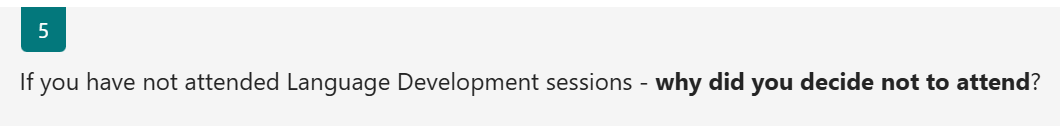 5
If you have not attended Language Development sessions - why did you decide not to attend?